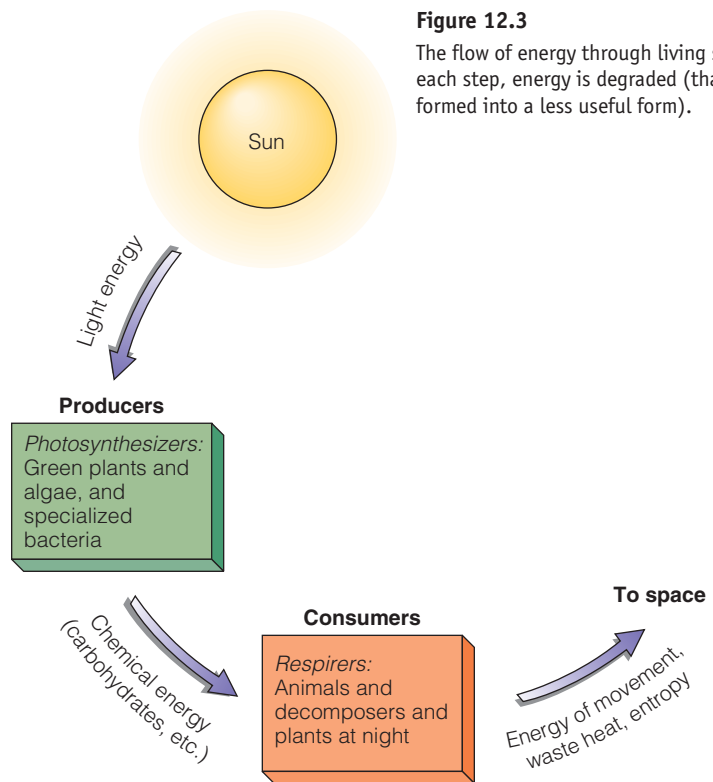 Figure 12.3
The flow of energy through living
each step, energy is degraded
formed into a less useful form).
Sun
Light energy
Producers
Photosynthesizers:
Green plants and
algae, and
specialized
bacteria
Chemical energy
(carbohydrates, etc.)
Consumers
Respirers:
Animals and
decomposers and
plants at night
To space
Energy of movement,
waste heat, entropy